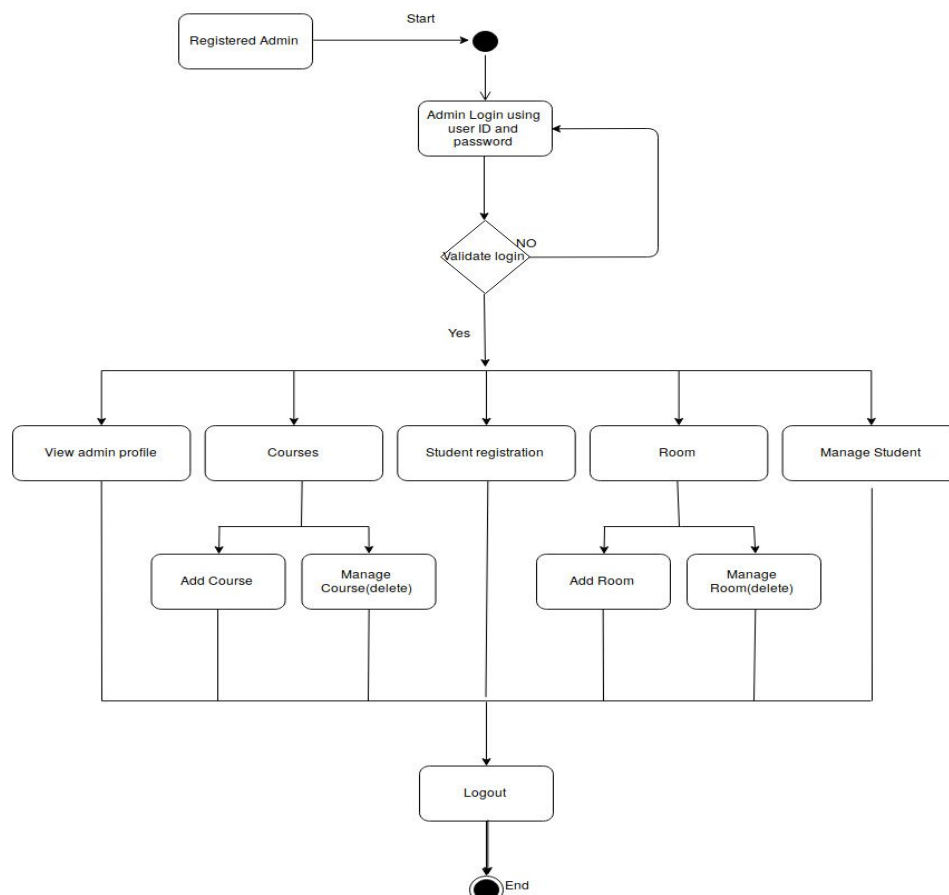 Start
Registered Admin
Admin Login using
user ID and
password
NO
Validate login
Yes
View admin profile
Courses
Student registration
Room
Manage Student
Add Course
Manage
Course(delete)
Add Room
Manage
Room(delete)
Logout
End